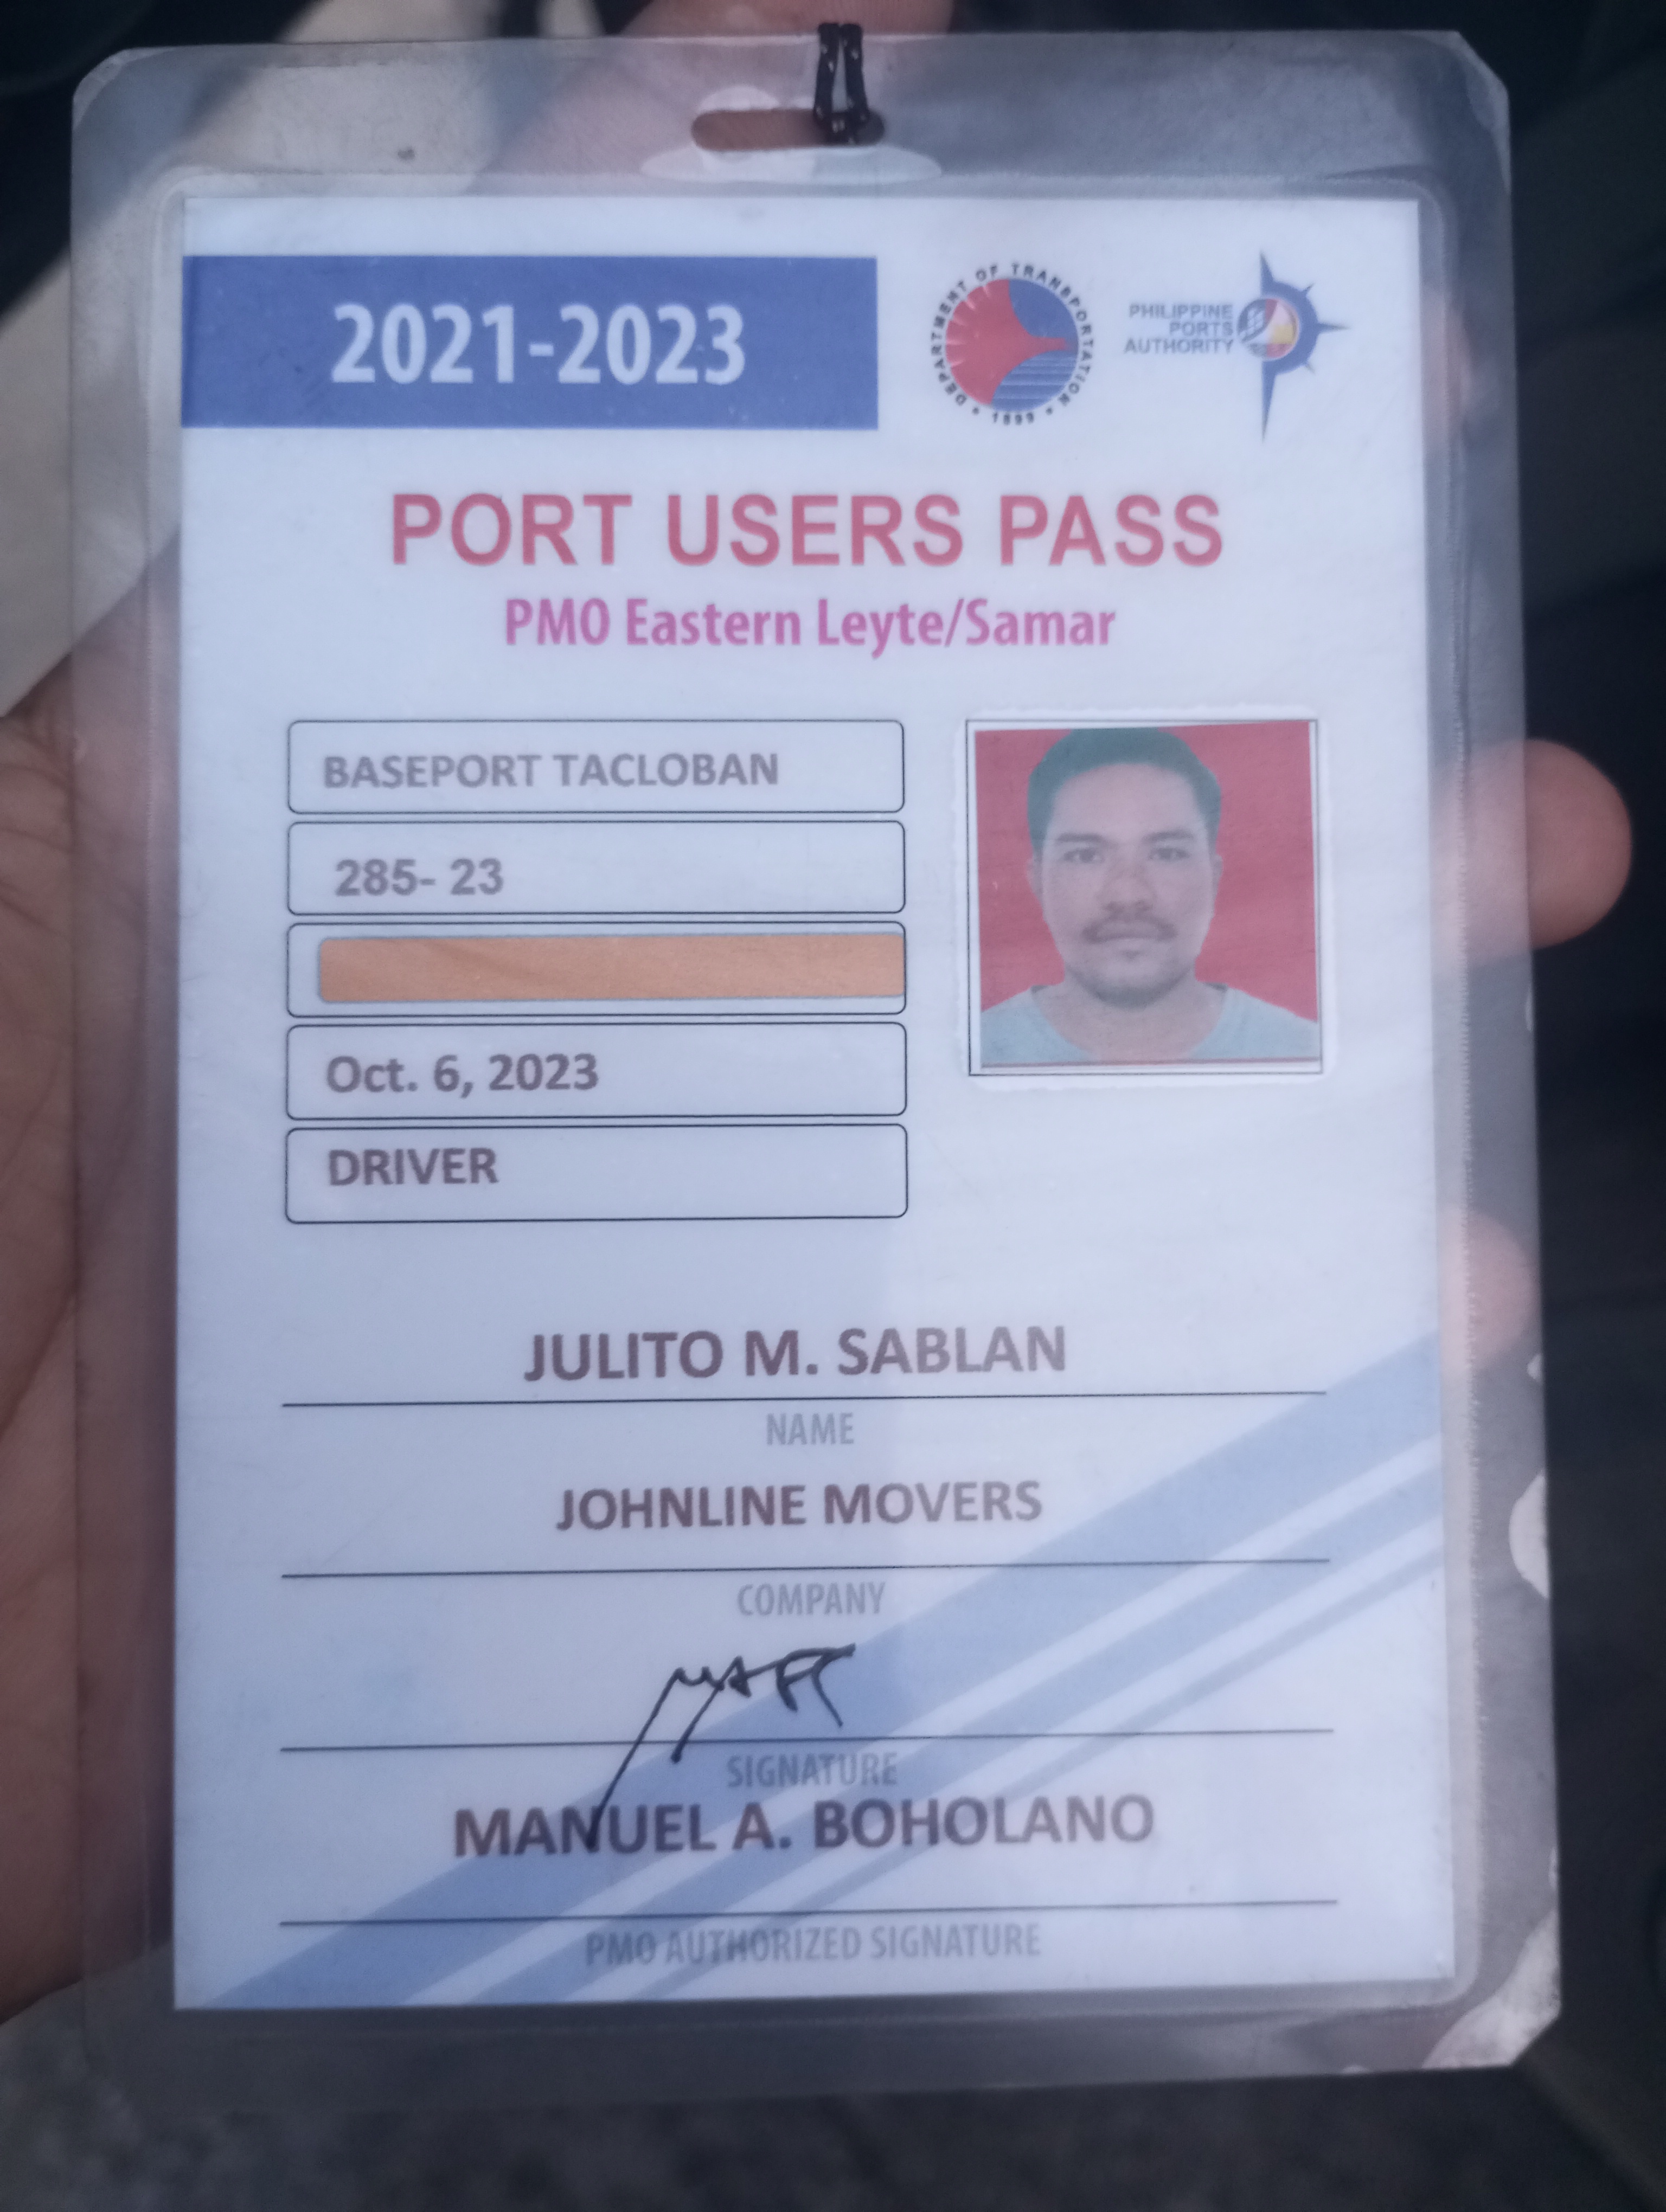 2021-2023
DEPARTMENT OF TRANSPORTATION
1899
PHILIPPINE
PORTS
AUTHORITY
PORT USERS PASS
PMO Eastern Leyte/Samar
BASEPORT TACLOBAN
285- 23
Oct. 6, 2023
DRIVER
JULITO M. SABLAN
NAME
JOHNLINE MOVERS
COMPANY
SIGNATURE
MANUEL A. BOHOLANO
PMO AUTHORIZED SIGNATURE